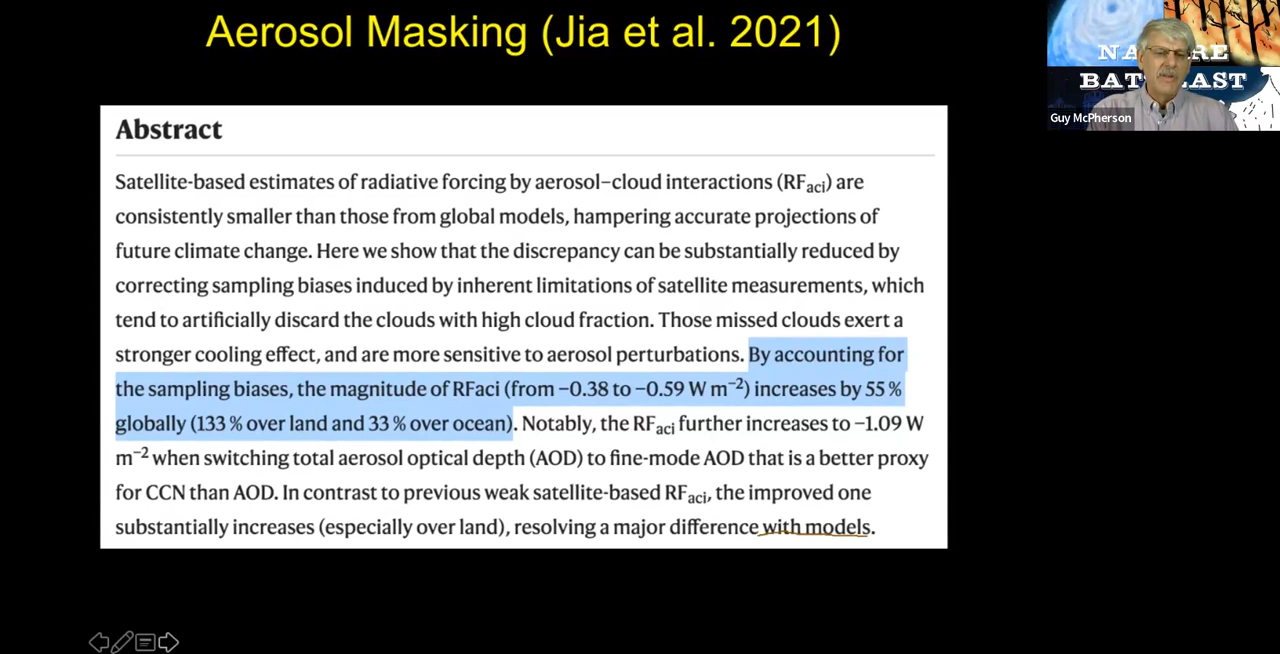 Aerosol Masking (Jia et al. 2021)
Guy McPherson
Abstract
Satellite-based estimates of radiative forcing by aerosol–cloud interactions (RFaci) are
consistently smaller than those from global models, hampering accurate projections of
future climate change. Here we show that the discrepancy can be substantially reduced by
correcting sampling biases induced by inherent limitations of satellite measurements, which
tend to artificially discard the clouds with high cloud fraction. Those missed clouds exert a
stronger cooling effect, and are more sensitive to aerosol perturbations. By accounting for
the sampling biases, the magnitude of RFaci (from −0.38 to −0.59 W m−2) increases by 55 %
globally (133 % over land and 33 % over ocean). Notably, the RFaci further increases to −1.09 W
m−2 when switching total aerosol optical depth (AOD) to fine-mode AOD that is a better proxy
for CCN than AOD. In contrast to previous weak satellite-based RFaci, the improved one
substantially increases (especially over land), resolving a major difference with models.